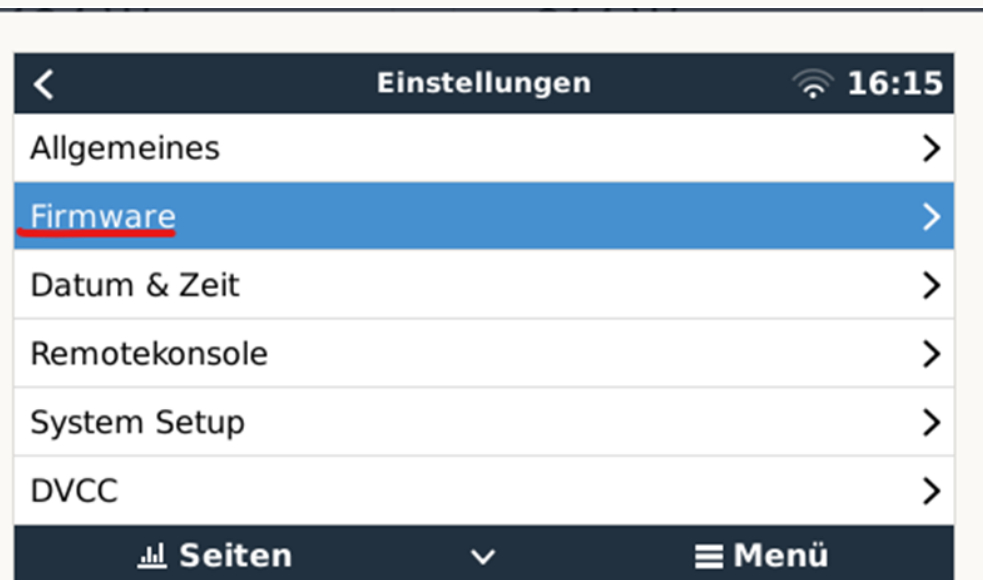 Einstellungen 16:15
Allgemeines
Firmware
Datum & Zeit
Remotekonsole
System Setup
DVCC
Seiten Menü